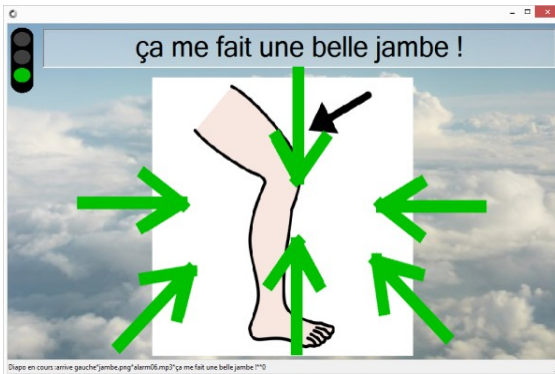 ça me fait une belle jambe !
Diapo en cours :arrive gauche*jambe.png*alarm06.mp3*ça me fait une belle jambe !**0